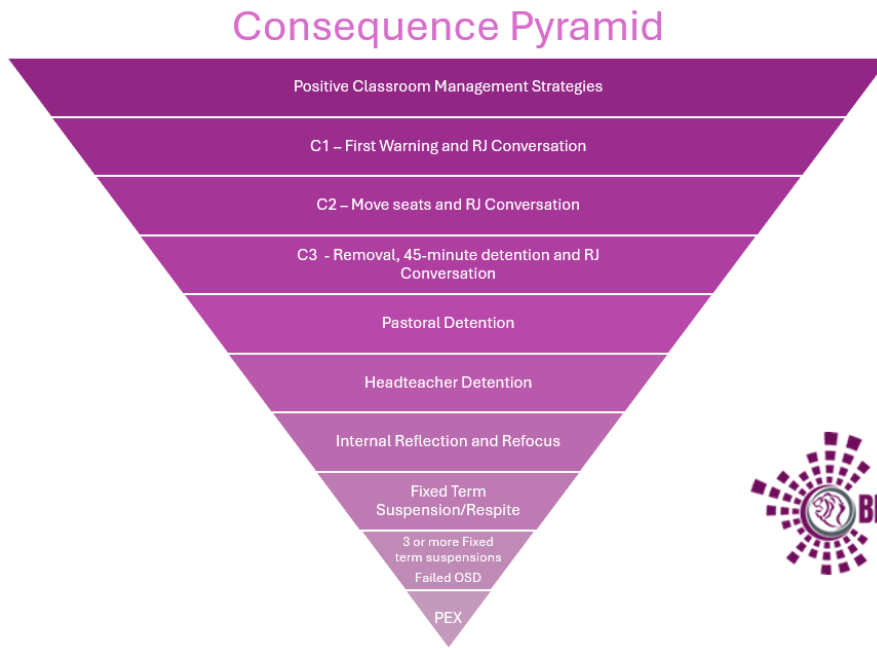 Consequence Pyramid
Positive Classroom Management Strategies
C1 – First Warning and RJ Conversation
C2 – Move seats and RJ Conversation
C3  - Removal, 45-minute detention and RJ
Conversation
Pastoral Detention
Headteacher Detention
Internal Reflection and Refocus
Fixed Term
Suspension/Respite
3 or more Fixed
term suspensions
Failed OSD
PEX